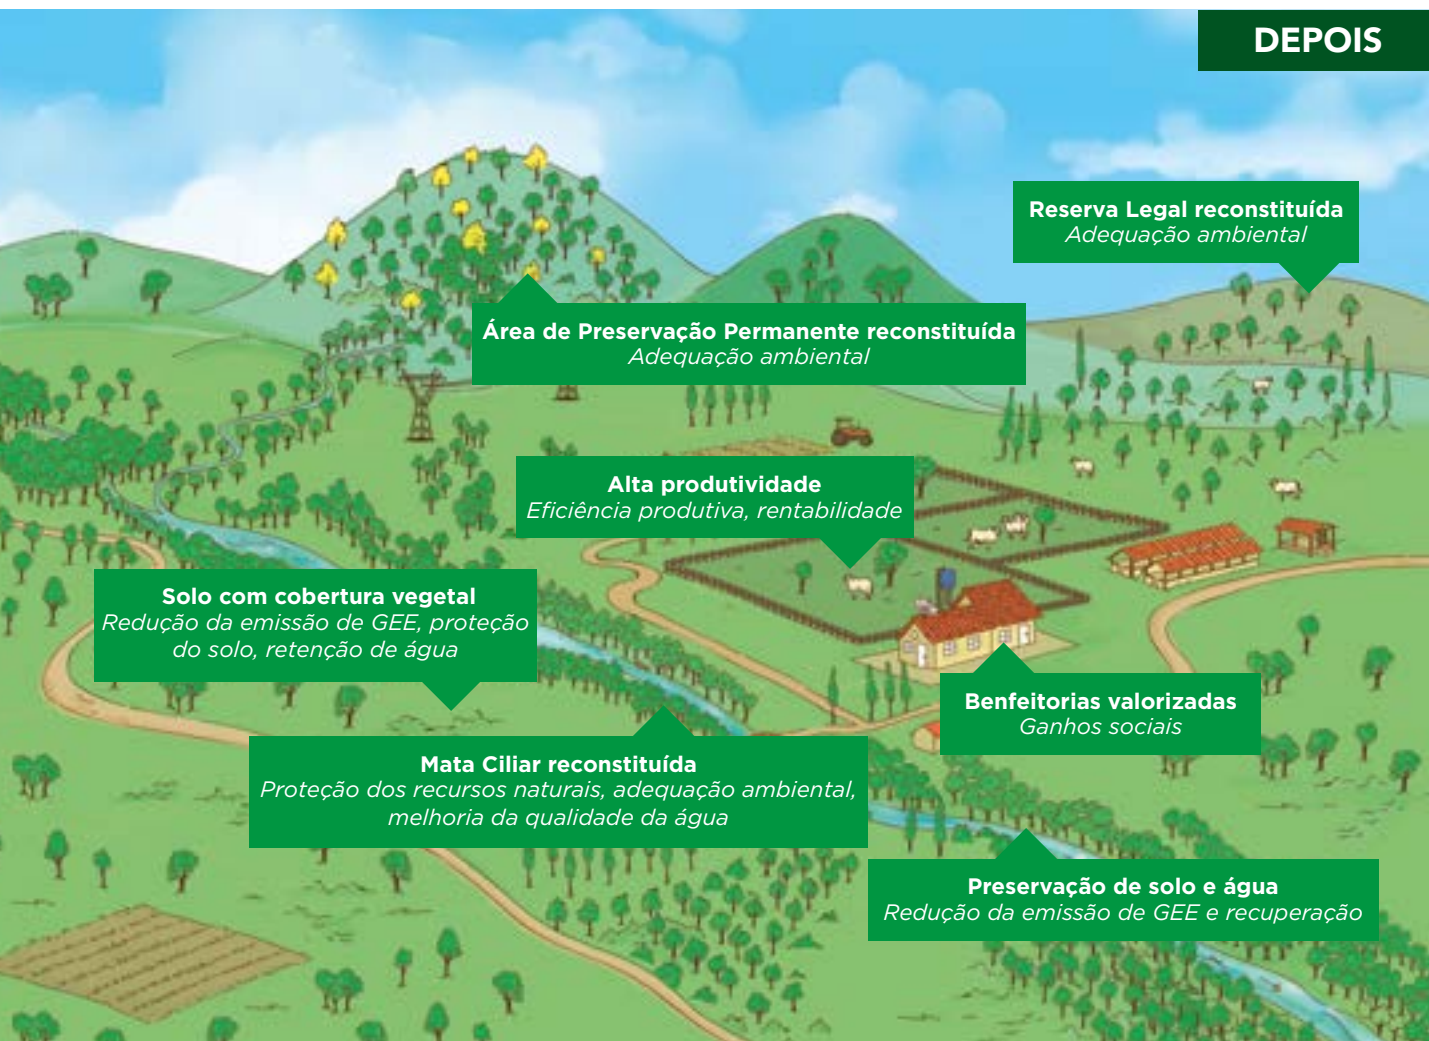 DEPOIS
Reserva Legal reconstituída
Adequação ambiental
Área de Preservação Permanente reconstituída
Adequação ambiental
Alta produtividade
Eficiência produtiva, rentabilidade
Solo com cobertura vegetal
Redução da emissão de GEE, proteção
do solo, retenção de água
Benfeitorias valorizadas
Ganhos sociais
Mata Ciliar reconstituída
Proteção dos recursos naturais, adequação ambiental,
melhoria da qualidade da água
Preservação de solo e água
Redução da emissão de GEE e recuperação